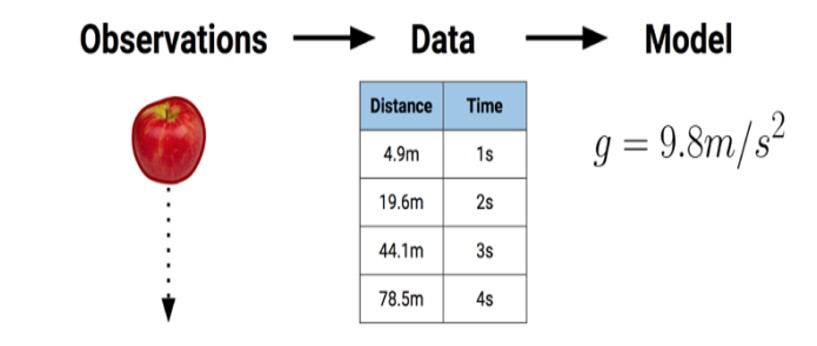 Observations → Data → Model
Distance Time
4.9m 1s
19.6m 2s
44.1m 3s
78.5m 4s
g = 9.8m/s²